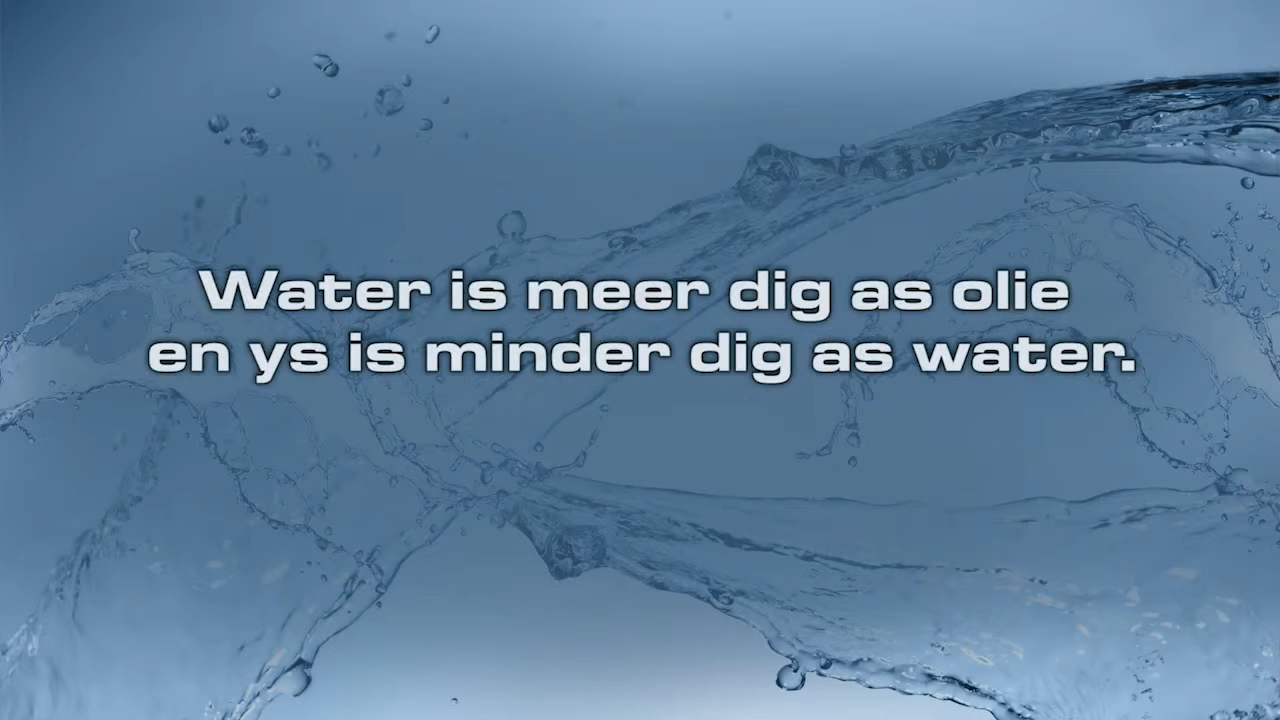 Water is meer dig as olie
en ys is minder dig as water.